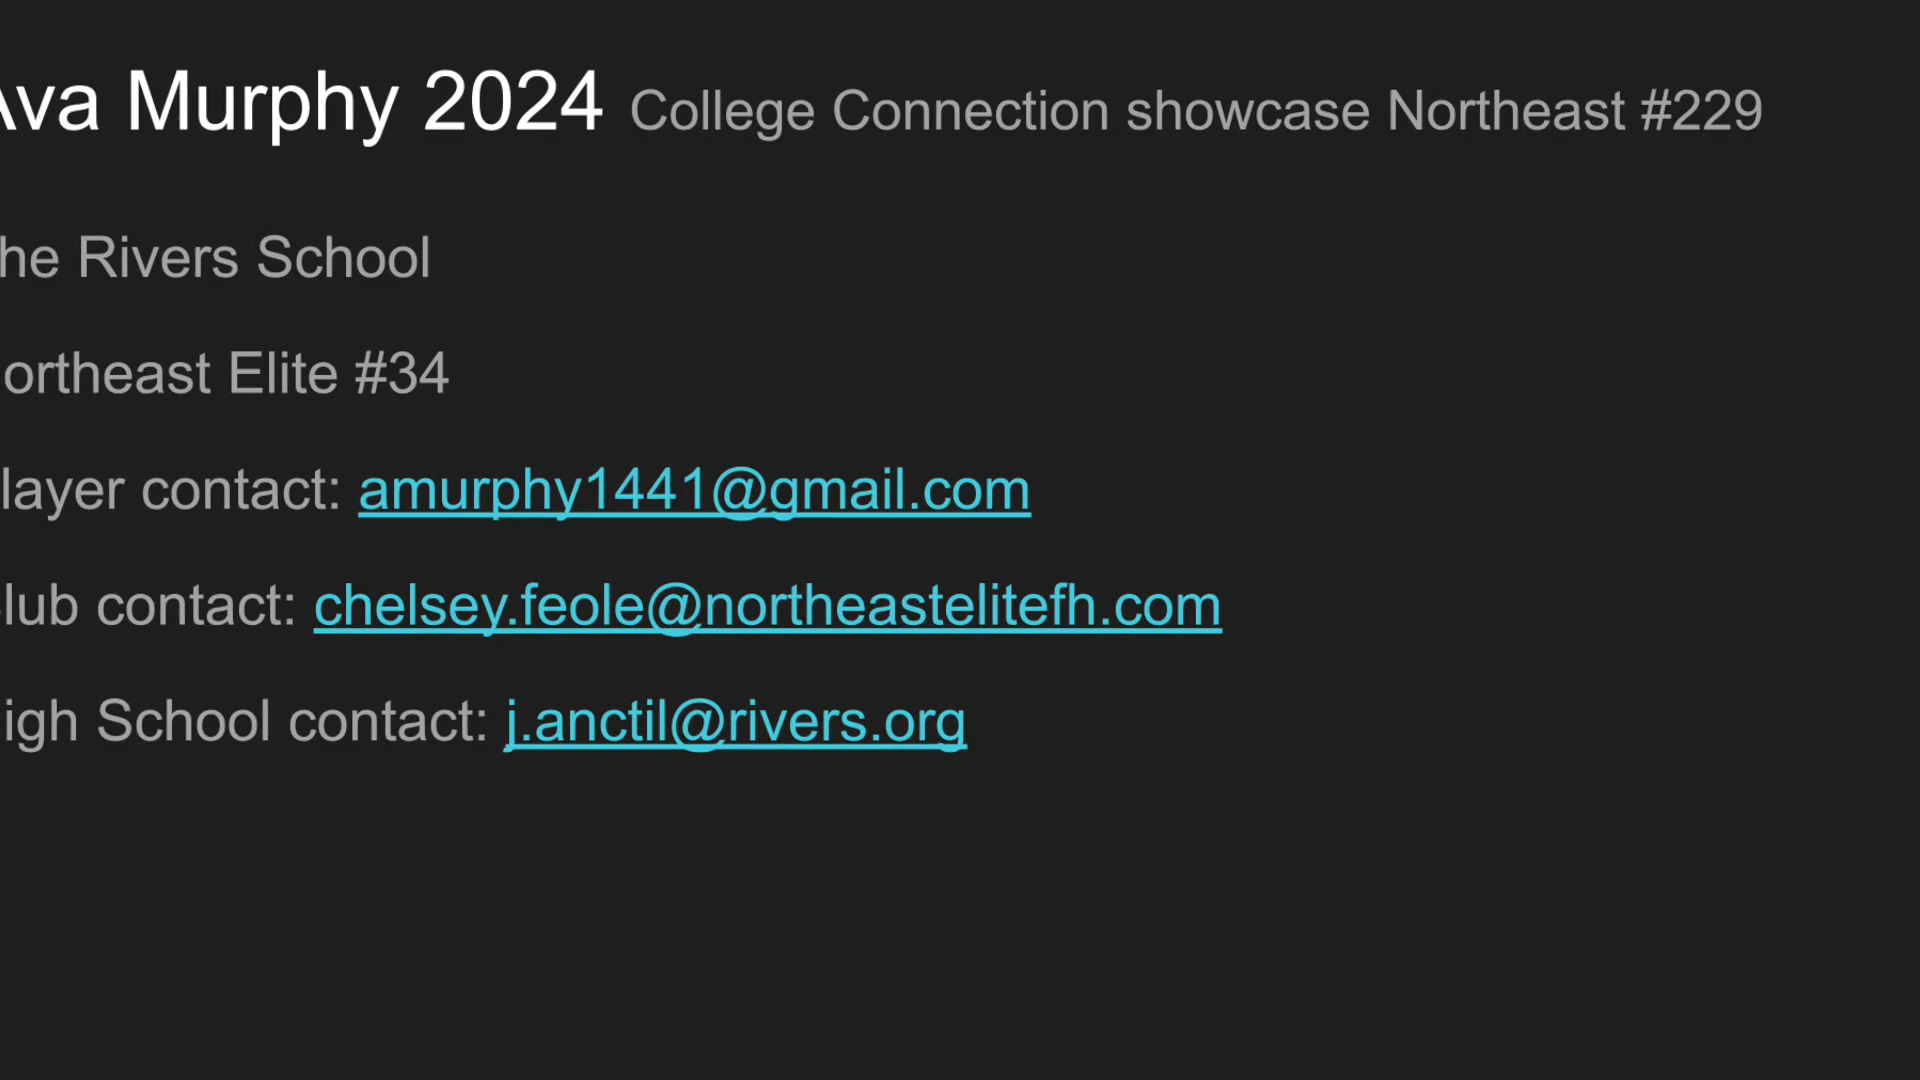 Ava Murphy 2024 College Connection showcase Northeast #229
he Rivers School
ortheast Elite #34
layer contact: amurphy1441@gmail.com
lub contact: chelsey.feole@northeastelitefh.com
igh School contact: j.anctil@rivers.org